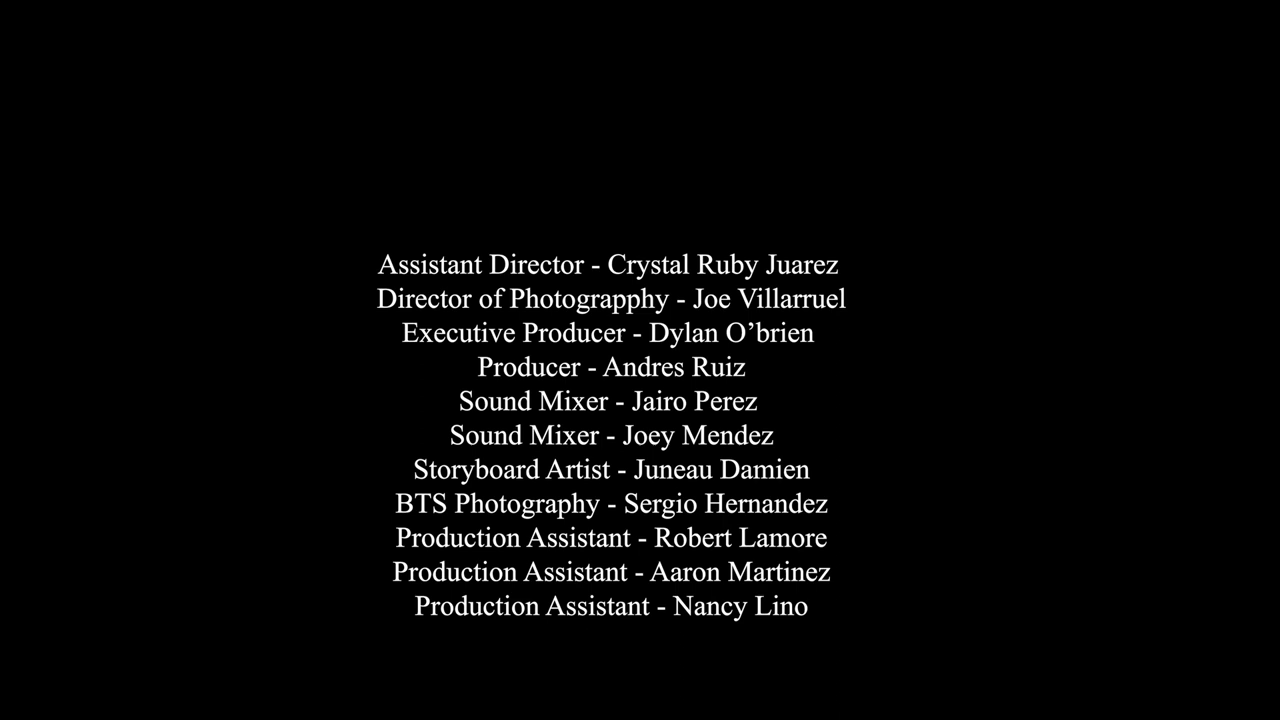 Assistant Director - Crystal Ruby Juarez
Director of Photograpphy - Joe Villarruel
Executive Producer - Dylan O’brien
Producer - Andres Ruiz
Sound Mixer - Jairo Perez
Sound Mixer - Joey Mendez
Storyboard Artist - Juneau Damien
BTS Photography - Sergio Hernandez
Production Assistant - Robert Lamore
Production Assistant - Aaron Martinez
Production Assistant - Nancy Lino